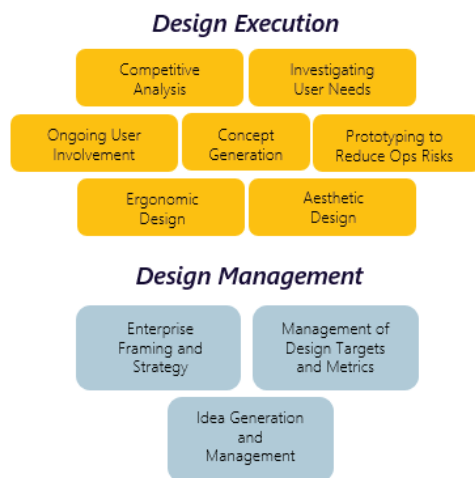 Design Execution
Competitive
Analysis
Investigating
User Needs
Ongoing User
Involvement
Concept
Generation
Prototyping to
Reduce Ops Risks
Ergonomic
Design
Aesthetic
Design
Design Management
Enterprise
Framing and
Strategy
Management of
Design Targets
and Metrics
Idea Generation
and
Management